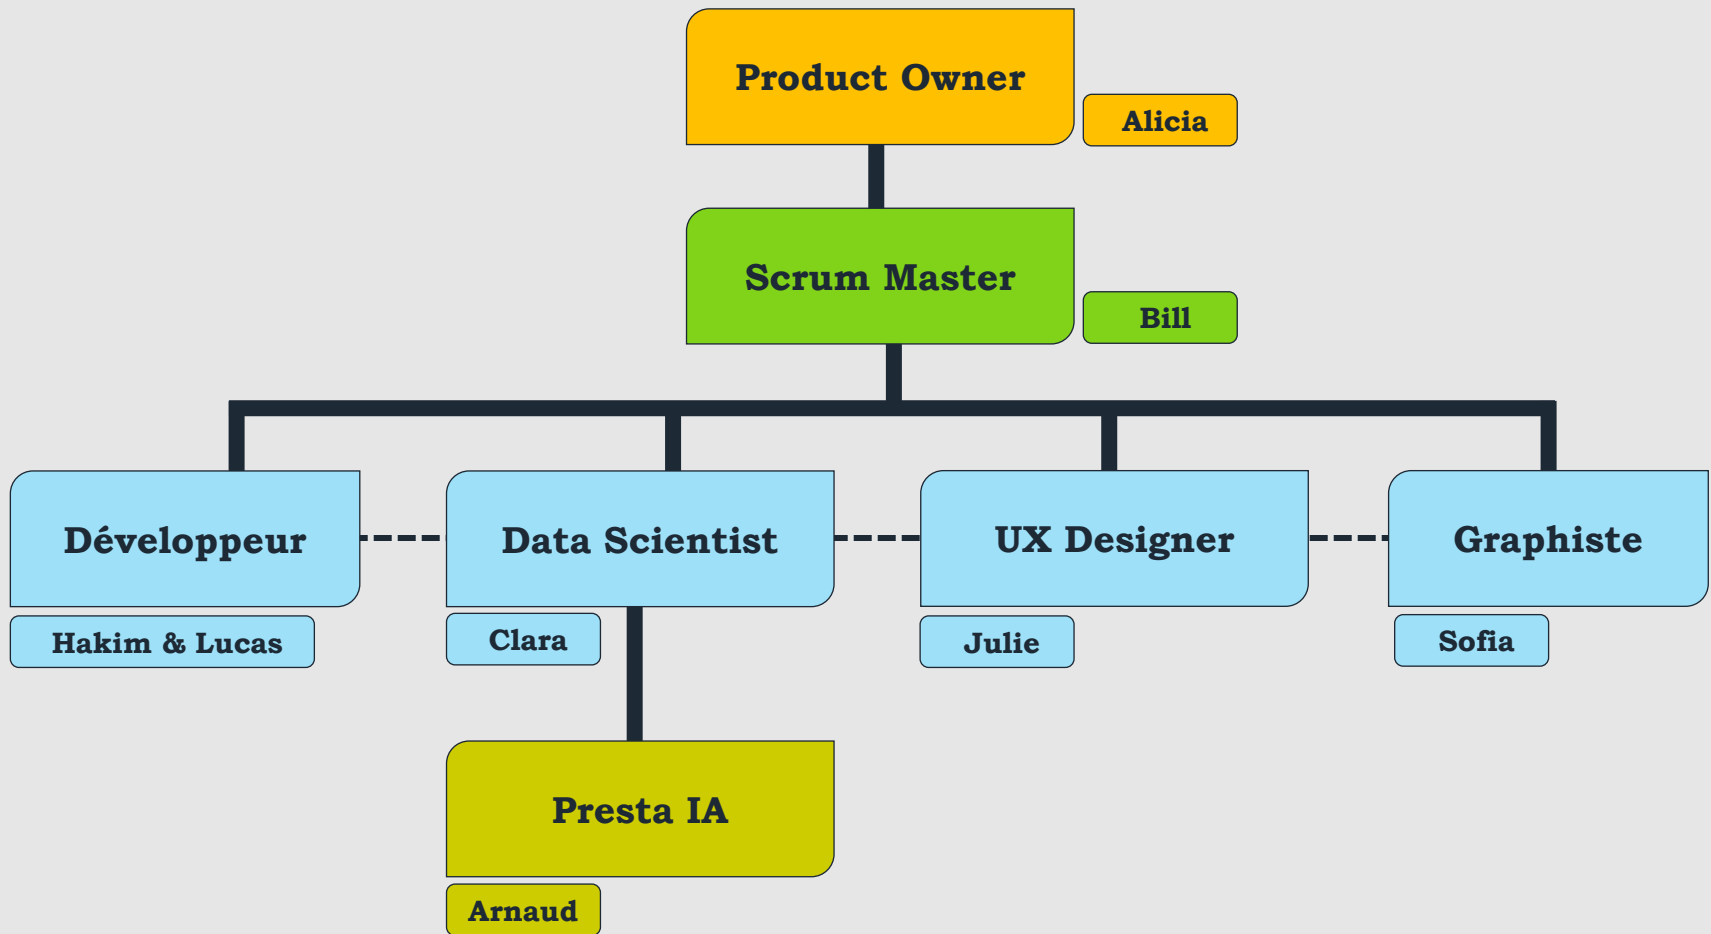 Product Owner
Alicia
Scrum Master
Bill
Développeur
Data Scientist
UX Designer
Graphiste
Hakim & Lucas
Clara
Julie
Sofia
Presta IA
Arnaud